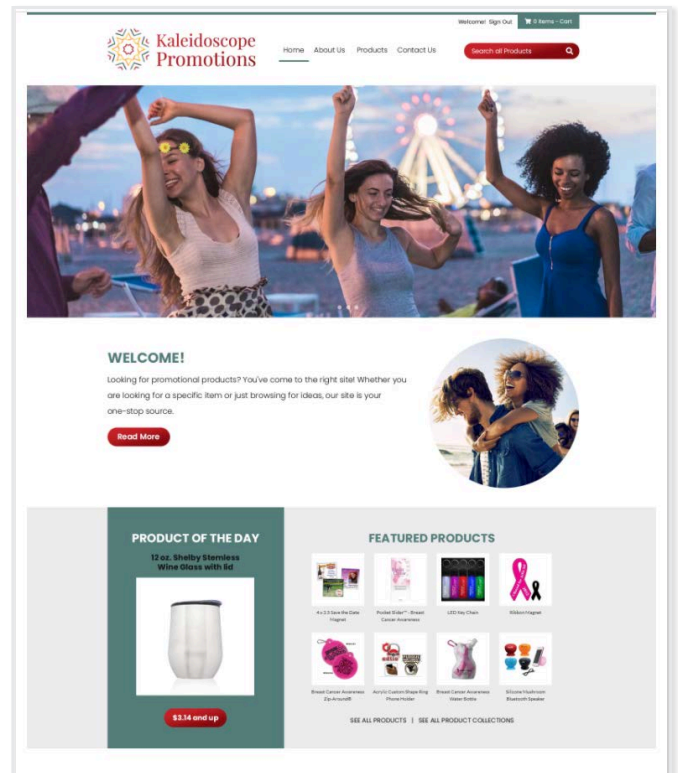 Welcome! Sign Out
0 Items - Cart
Kaleidoscope
Promotions
Home About Us Products Contact Us
Search all Products
WELCOME!
Looking for promotional products? You've come to the right site! Whether you
are looking for a specific item or just browsing for ideas, our site is your
one-stop source.
Read More
PRODUCT OF THE DAY
12 oz. Shelby Stemless
Wine Glass with lid
$3.14 and up
FEATURED PRODUCTS
4 x 3.5 Save the Date
Magnet
Pocket Slider™ - Breast
Cancer Awareness
LED Key Chain
Ribbon Magnet
Breast Cancer Awareness
Zip-Around®
Acrylic Custom Shape Ring
Phone Holder
Breast Cancer Awareness
Water Bottle
Silicone Mushroom
Bluetooth Speaker
SEE ALL PRODUCTS | SEE ALL PRODUCT COLLECTIONS